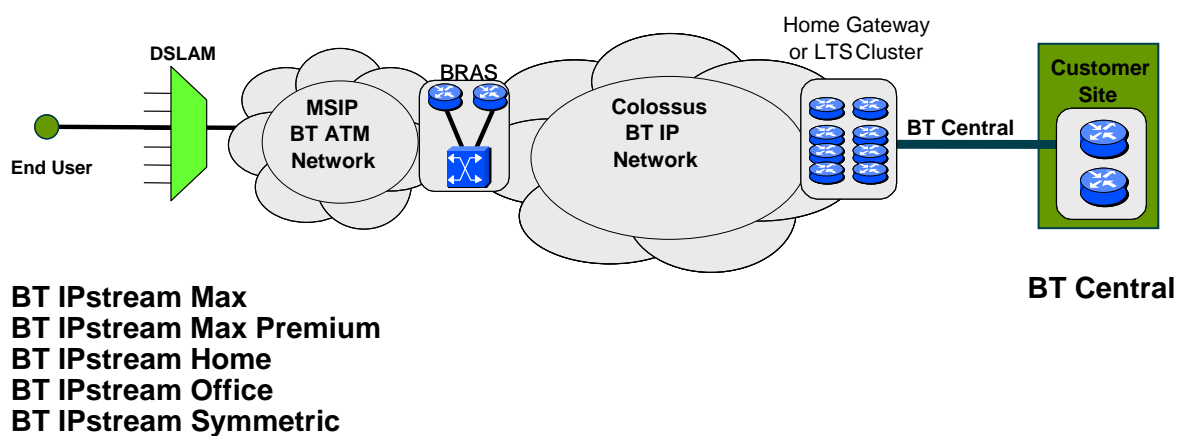 Home Gateway
or LTS Cluster
DSLAM
BRAS
Customer
Site
MSIP
BT ATM
Network
Colossus
BT IP
Network
BT Central
End User
BT Central
BT IPstream Max
BT IPstream Max Premium
BT IPstream Home
BT IPstream Office
BT IPstream Symmetric